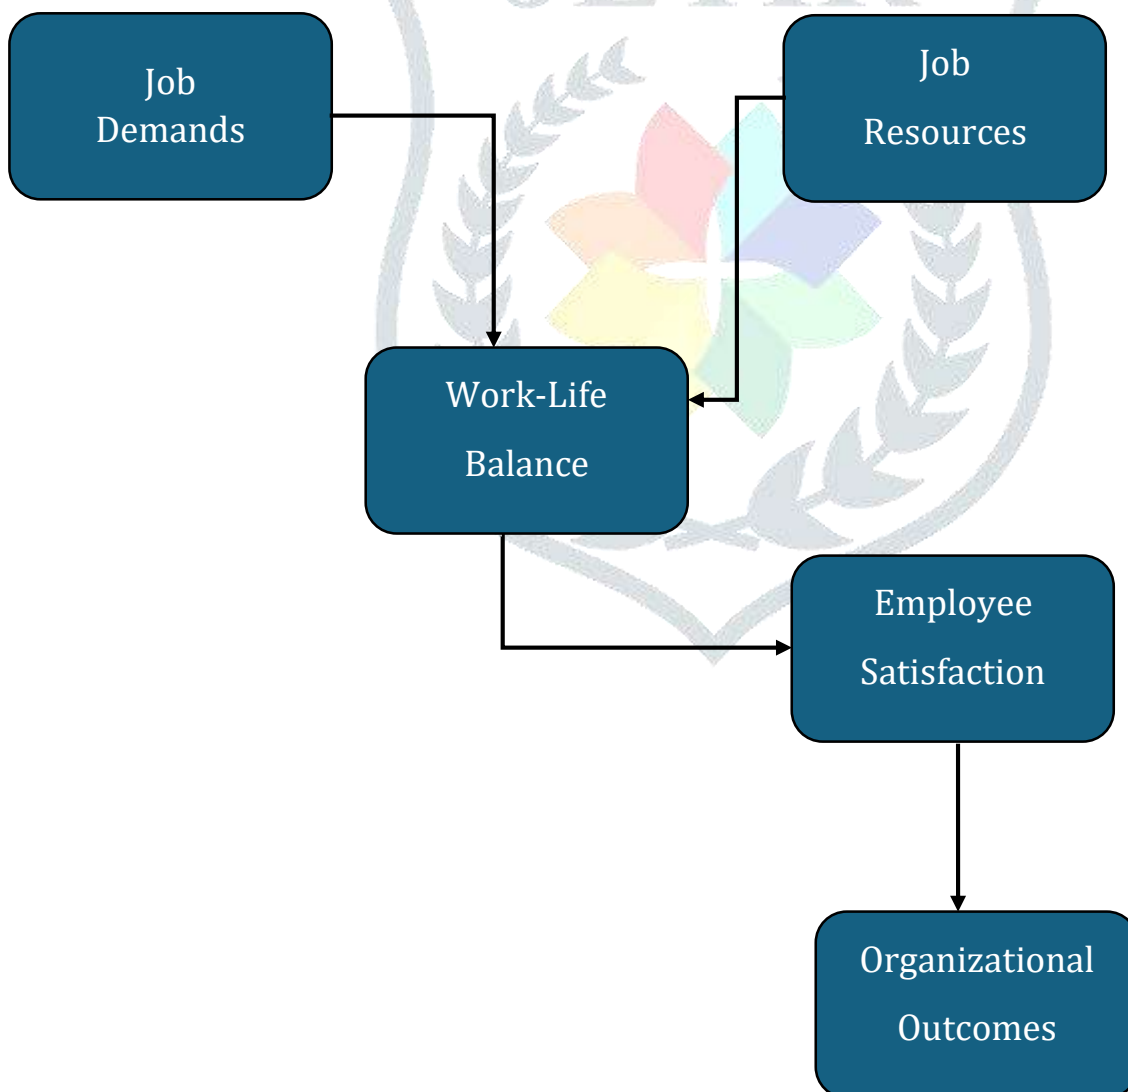 Job
Demands
Job
Resources
Work-Life
Balance
Employee
Satisfaction
Organizational
Outcomes